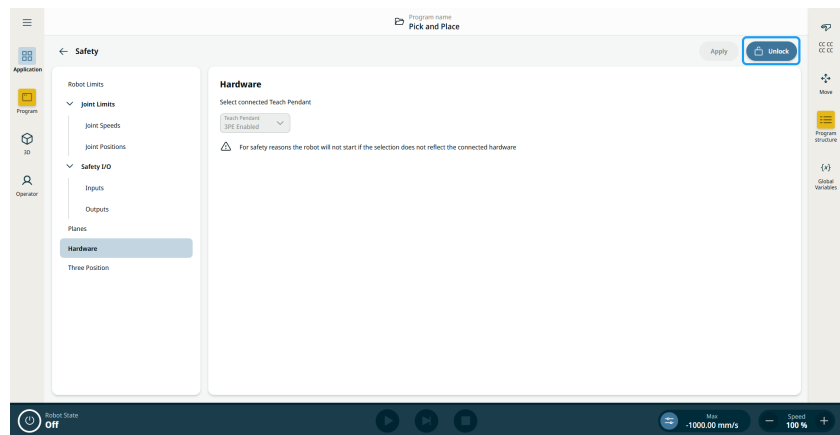 Program name
Pick and Place
Safety
Apply
Unlock
Application
Program
3D
Operator
Robot Limits
Joint Limits
Joint Speeds
Joint Positions
Safety I/O
Inputs
Outputs
Planes
Hardware
Three Position
Hardware
Select connected Teach Pendant
Teach Pendant
3PE Enabled
For safety reasons the robot will not start if the selection does not reflect the connected hardware
CC CC
CC CC
Move
Program
structure
{x}
Global
Variables
Robot State
Off
Max
-1000.00 mm/s
Speed
100 %